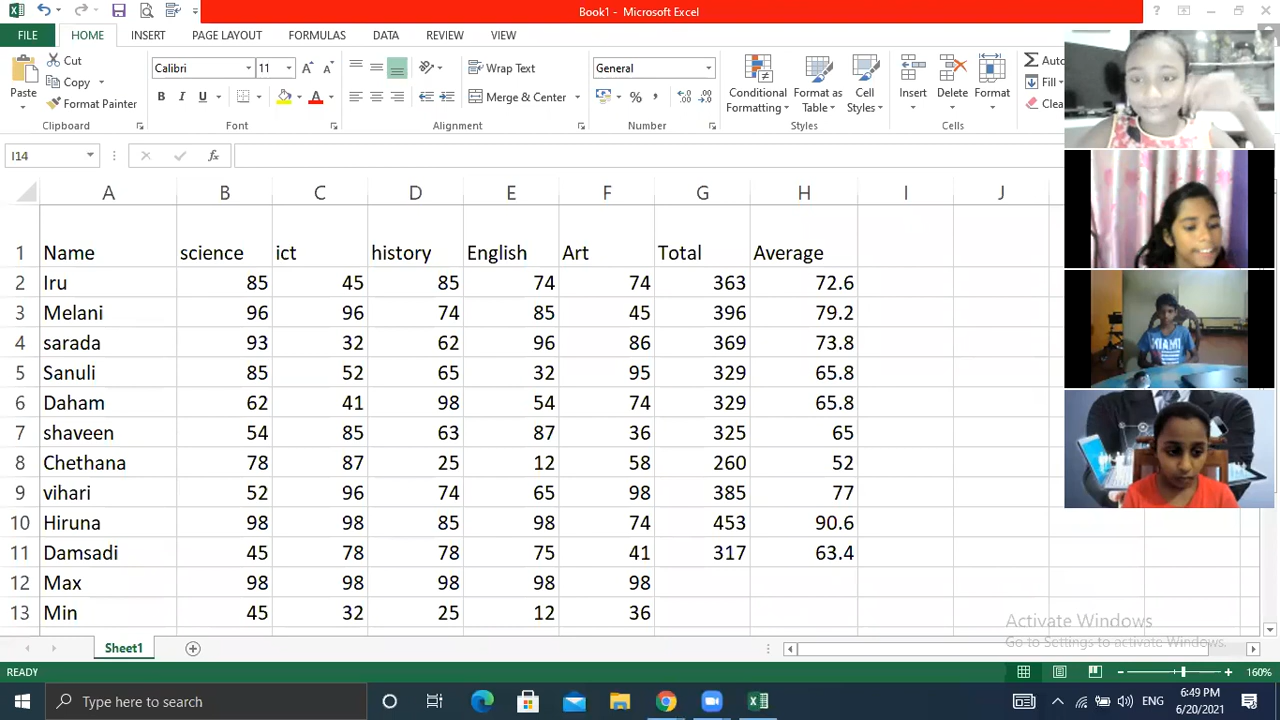 Book1 - Microsoft Excel
FILE HOME INSERT PAGE LAYOUT FORMULAS DATA REVIEW VIEW
Paste Cut Copy Format Painter
Calibri 11 Wrap Text General
B I U Merge & Center % , Conditional Formatting Format as Table Cell Styles Insert Delete Format Auto Fill Clea
Clipboard Font Alignment Number Styles Cells
I14 fx
A B C D E F G H I J
1 Name science ict history English Art Total Average
2 Iru 85 45 85 74 74 363 72.6
3 Melani 96 96 74 85 45 396 79.2
4 sarada 93 32 62 96 86 369 73.8
5 Sanuli 85 52 65 32 95 329 65.8
6 Daham 62 41 98 54 74 329 65.8
7 shaveen 54 85 63 87 36 325 65
8 Chethana 78 87 25 12 58 260 52
9 vihari 52 96 74 65 98 385 77
10 Hiruna 98 98 85 98 74 453 90.6
11 Damsadi 45 78 78 75 41 317 63.4
12 Max 98 98 98 98 98
13 Min 45 32 25 12 36
MIAMI
Activate Windows
Go to Settings to activate Windows.
Sheet1
READY 160%
Type here to search ENG 6:49 PM
6/20/2021